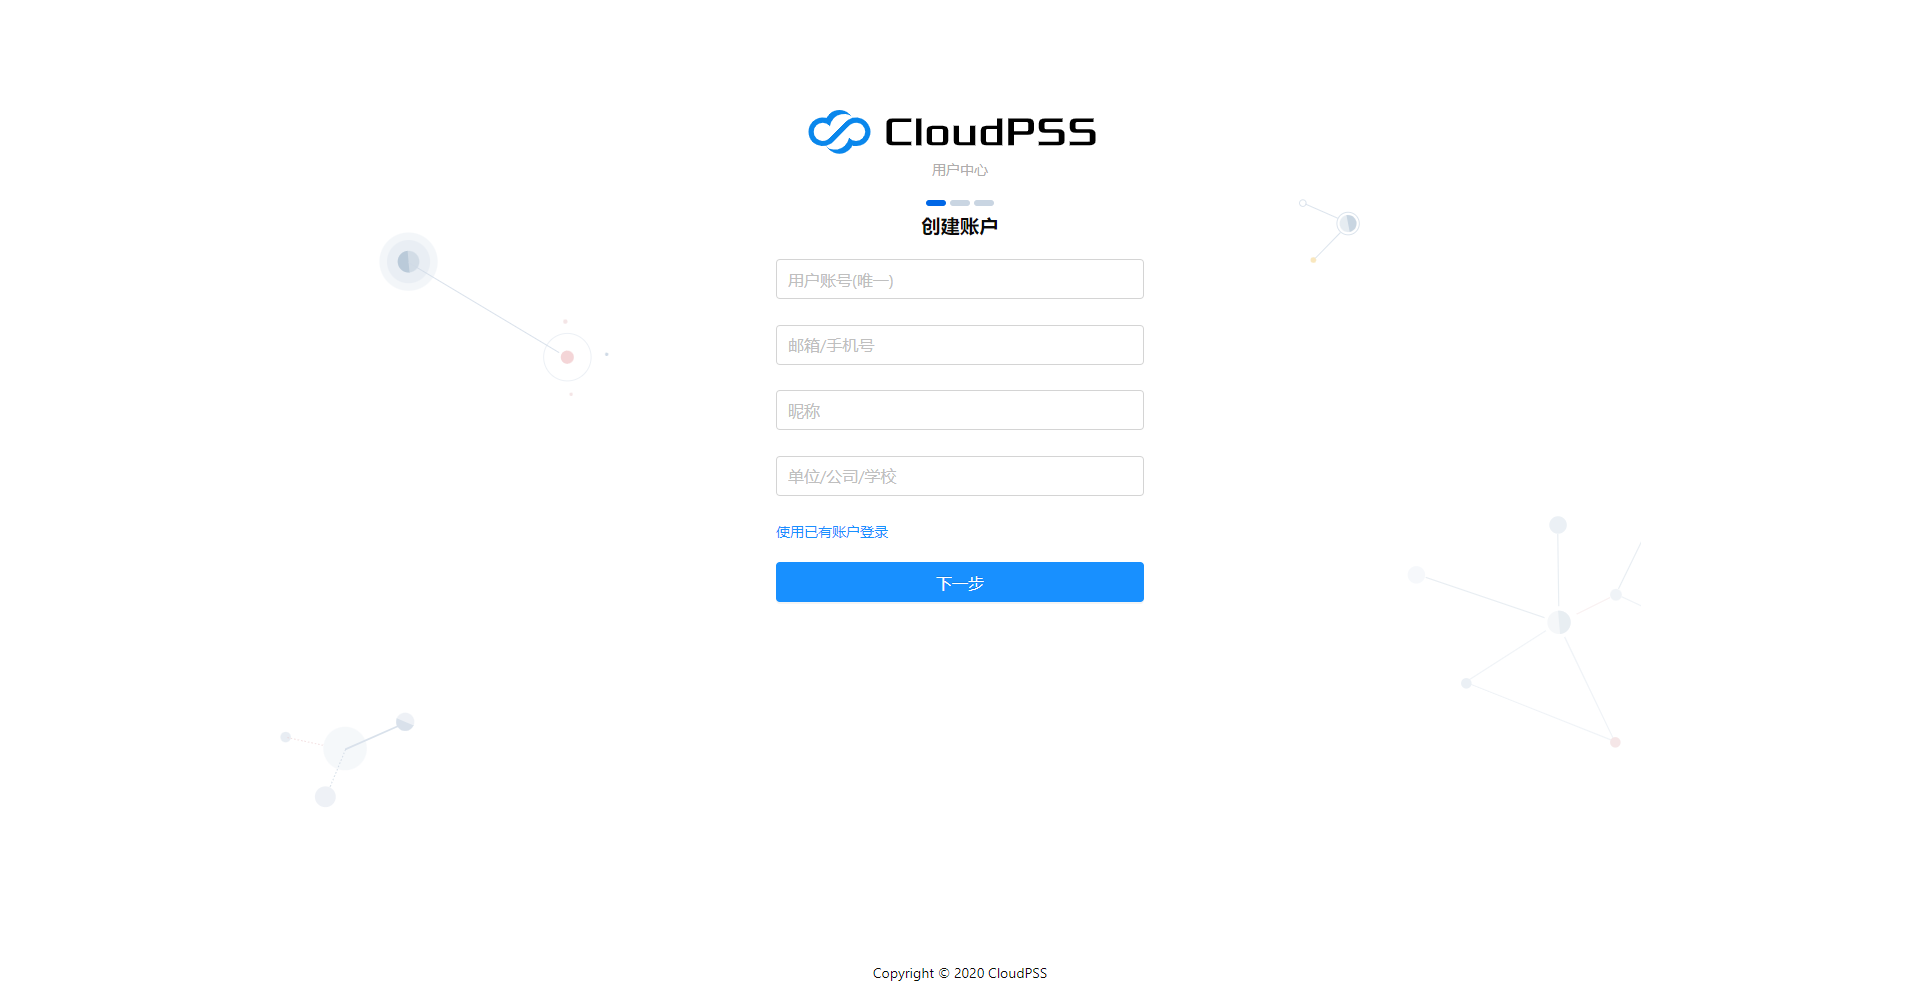 CloudPSS
用户中心
创建账户
用户账号(唯一)
邮箱/手机号
昵称
单位/公司/学校
使用已有账户登录
下一步
Copyright © 2020 CloudPSS